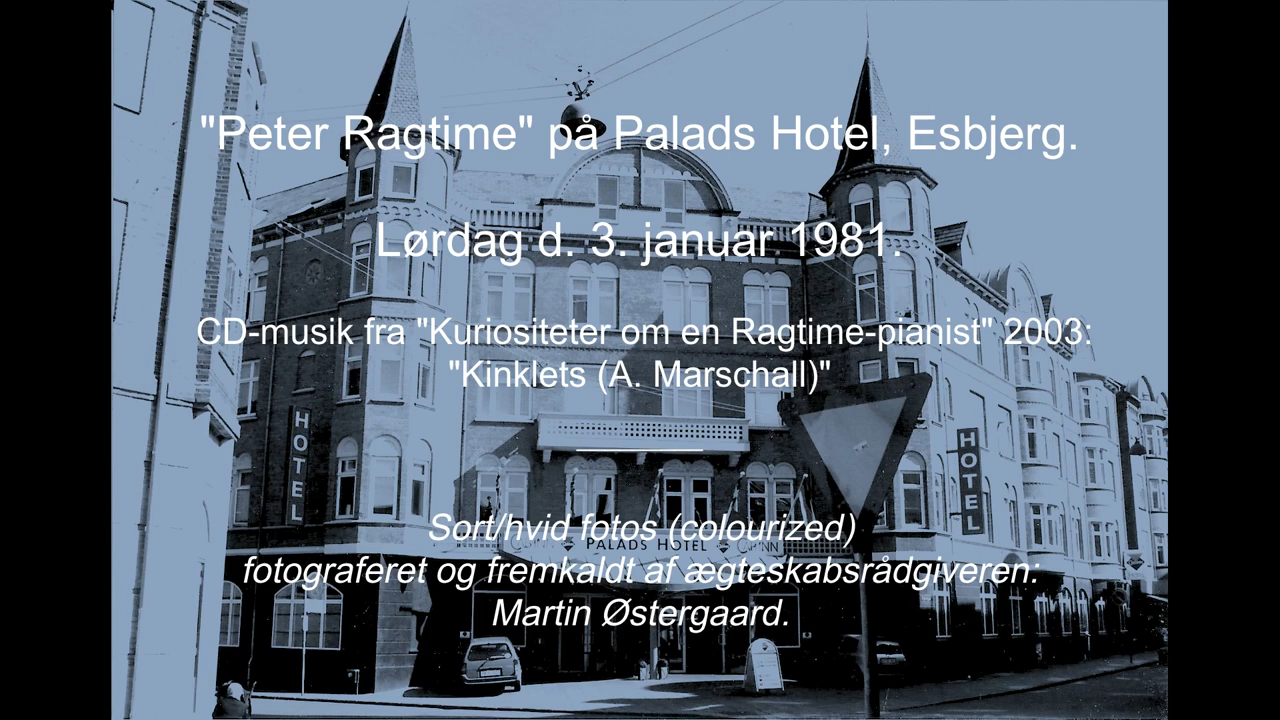 "Peter Ragtime" på Palads Hotel, Esbjerg.
Lørdag d. 3. januar 1981.
CD-musik fra "Kuriositeter om en Ragtime-pianist" 2003:
"Kinklets (A. Marschall)"
HOTEL
HOTEL
Sort/hvid fotos (colourized)
PALADS HOTEL
fotograferet og fremkaldt af ægteskabsrådgiveren:
Martin Østergaard.